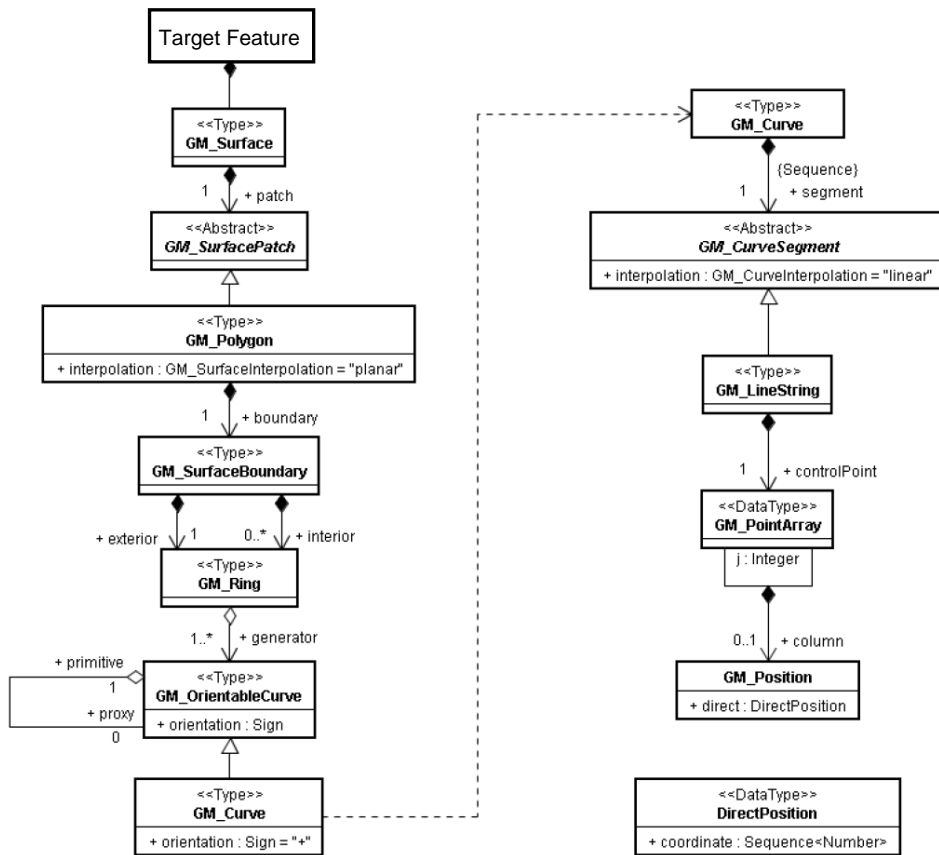 Target Feature
<<Type>>
GM_Surface
1
+ patch
<<Abstract>>
GM_SurfacePatch
<<Type>>
GM_Polygon
+ interpolation : GM_SurfaceInterpolation = "planar"
1
+ boundary
<<Type>>
GM_SurfaceBoundary
+ exterior
1
0..*
+ interior
<<Type>>
GM_Ring
1..*
+ generator
+ primitive
1
+ proxy
0
<<Type>>
GM_OrientableCurve
+ orientation : Sign
<<Type>>
GM_Curve
+ orientation : Sign = "+"
<<Type>>
GM_Curve
{Sequence}
1
+ segment
<<Abstract>>
GM_CurveSegment
+ interpolation : GM_CurveInterpolation = "linear"
<<Type>>
GM_LineString
1
+ controlPoint
<<DataType>>
GM_PointArray
j : Integer
0..1
+ column
GM_Position
+ direct : DirectPosition
<<DataType>>
DirectPosition
+ coordinate : Sequence<Number>